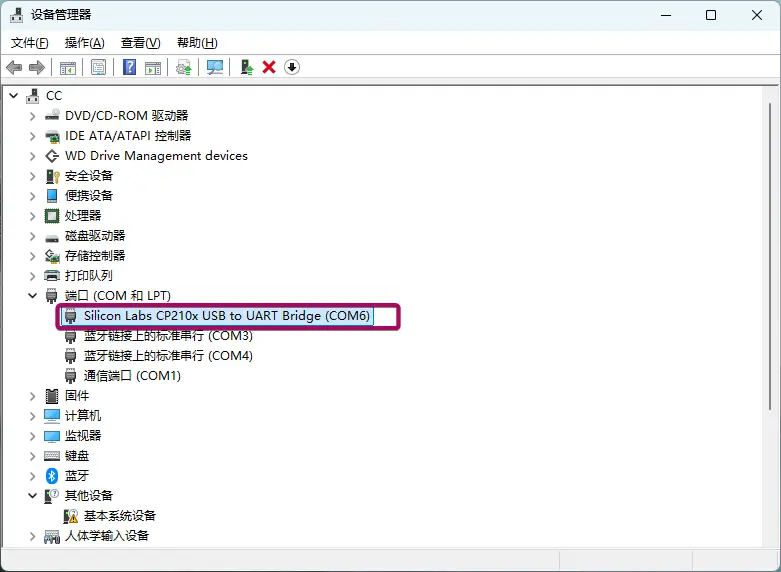 设备管理器
文件(F) 操作(A) 查看(V) 帮助(H)
CC
DVD/CD-ROM 驱动器
IDE ATA/ATAPI 控制器
WD Drive Management devices
安全设备
便携设备
处理器
磁盘驱动器
存储控制器
打印队列
端口 (COM 和 LPT)
Silicon Labs CP210x USB to UART Bridge (COM6)
蓝牙链接上的标准串行 (COM3)
蓝牙链接上的标准串行 (COM4)
通信端口 (COM1)
固件
计算机
监视器
键盘
蓝牙
其他设备
基本系统设备
人体学输入设备